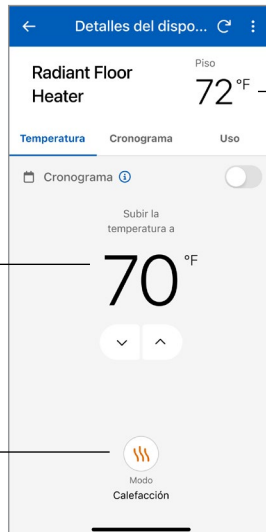 Detalles del dispo...
Radiant Floor
Heater
Piso
72°F
Temperatura Cronograma Uso
Cronograma
Subir la
temperatura a
70°F
Modo
Calefacción